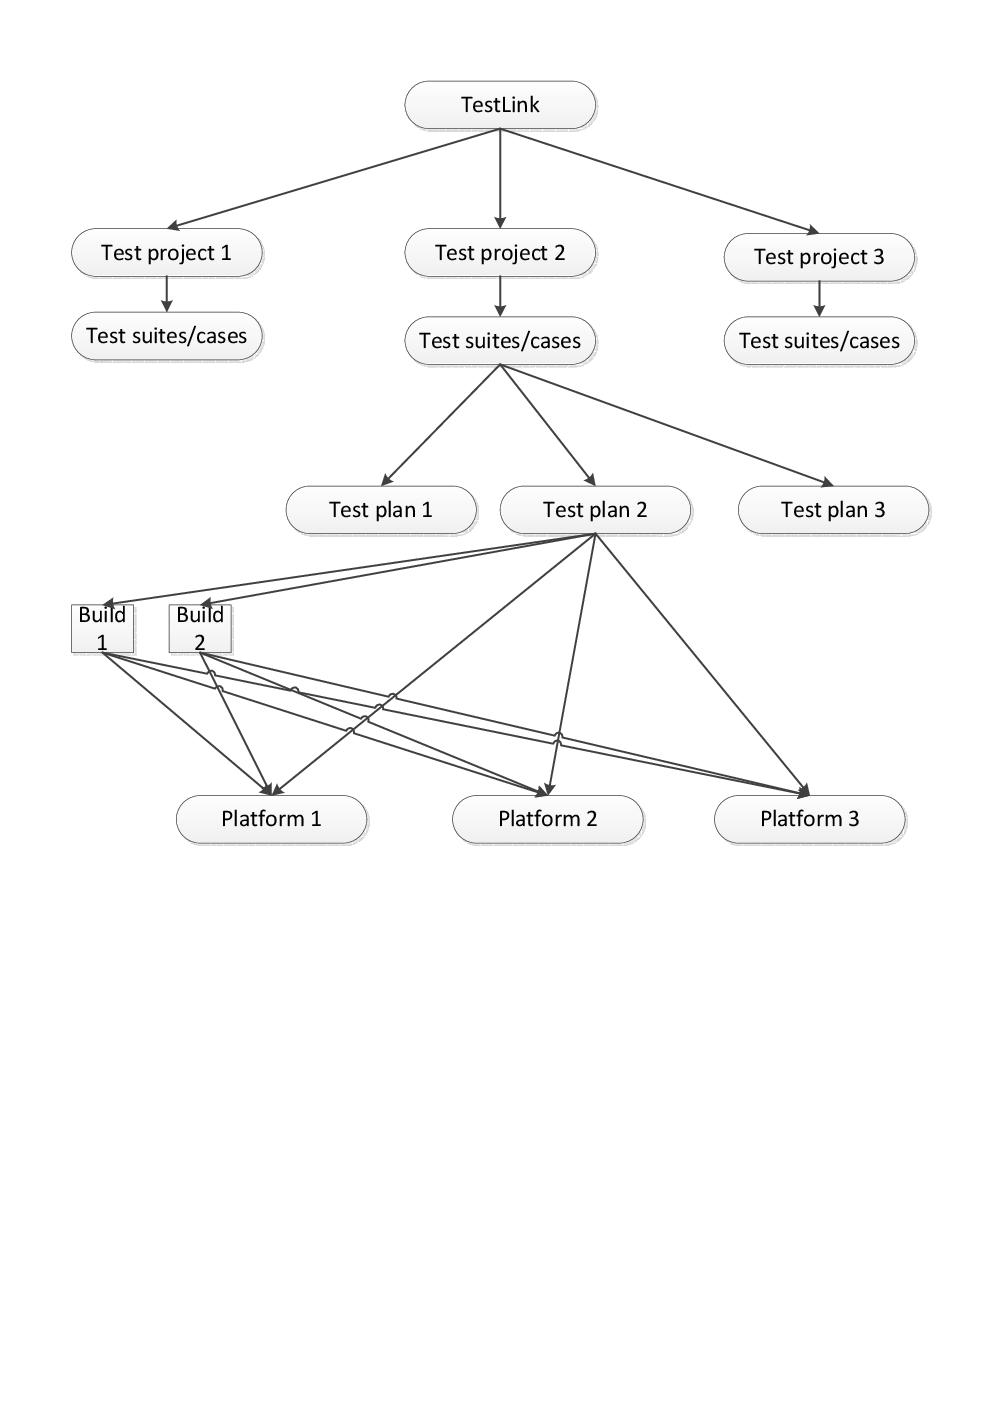 TestLink
Test project 1
Test project 2
Test project 3
Test suites/cases
Test suites/cases
Test suites/cases
Test plan 1
Test plan 2
Test plan 3
Build
1
Build
2
Platform 1
Platform 2
Platform 3